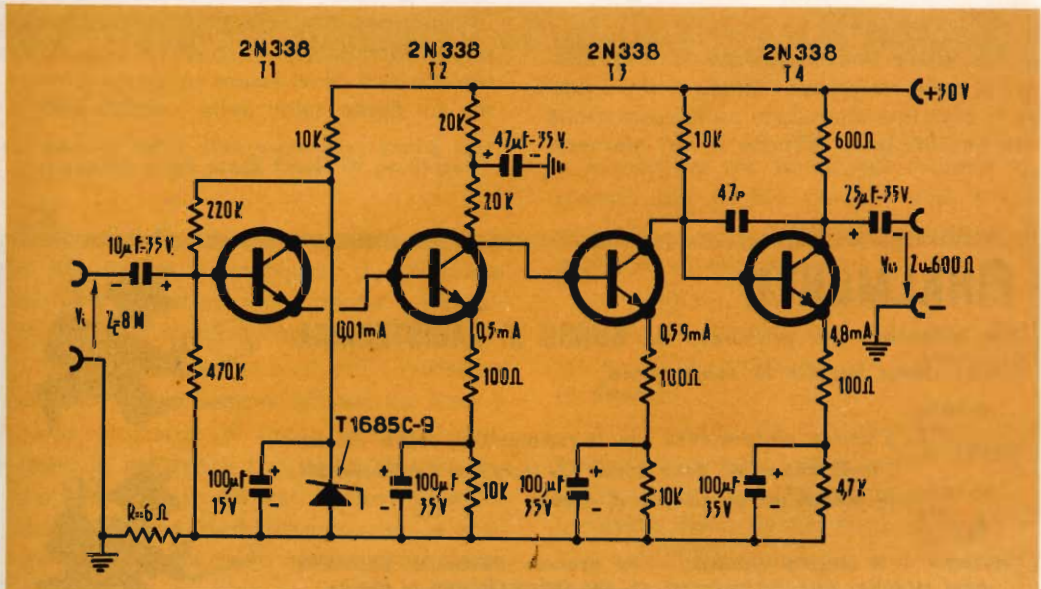 2N338 2N338 2N338 2N338
T1 T2 T3 T4
+30V
10K 20K 10K 600Ω
47μF-35V.
+ -
220K 20K 47p 25μF-35V.
10μF-35V.
- + + -
Vi Z=8M Vu Zu=600Ω
-
0,01mA 0,5mA 0,59mA 4,8mA
470K 100Ω 100Ω 100Ω
T1685C-9
+ + + +
100μF 15V 100μF 35V 10K 100μF 35V 10K 100μF 35V 4,7K
- - - -
R=6Ω